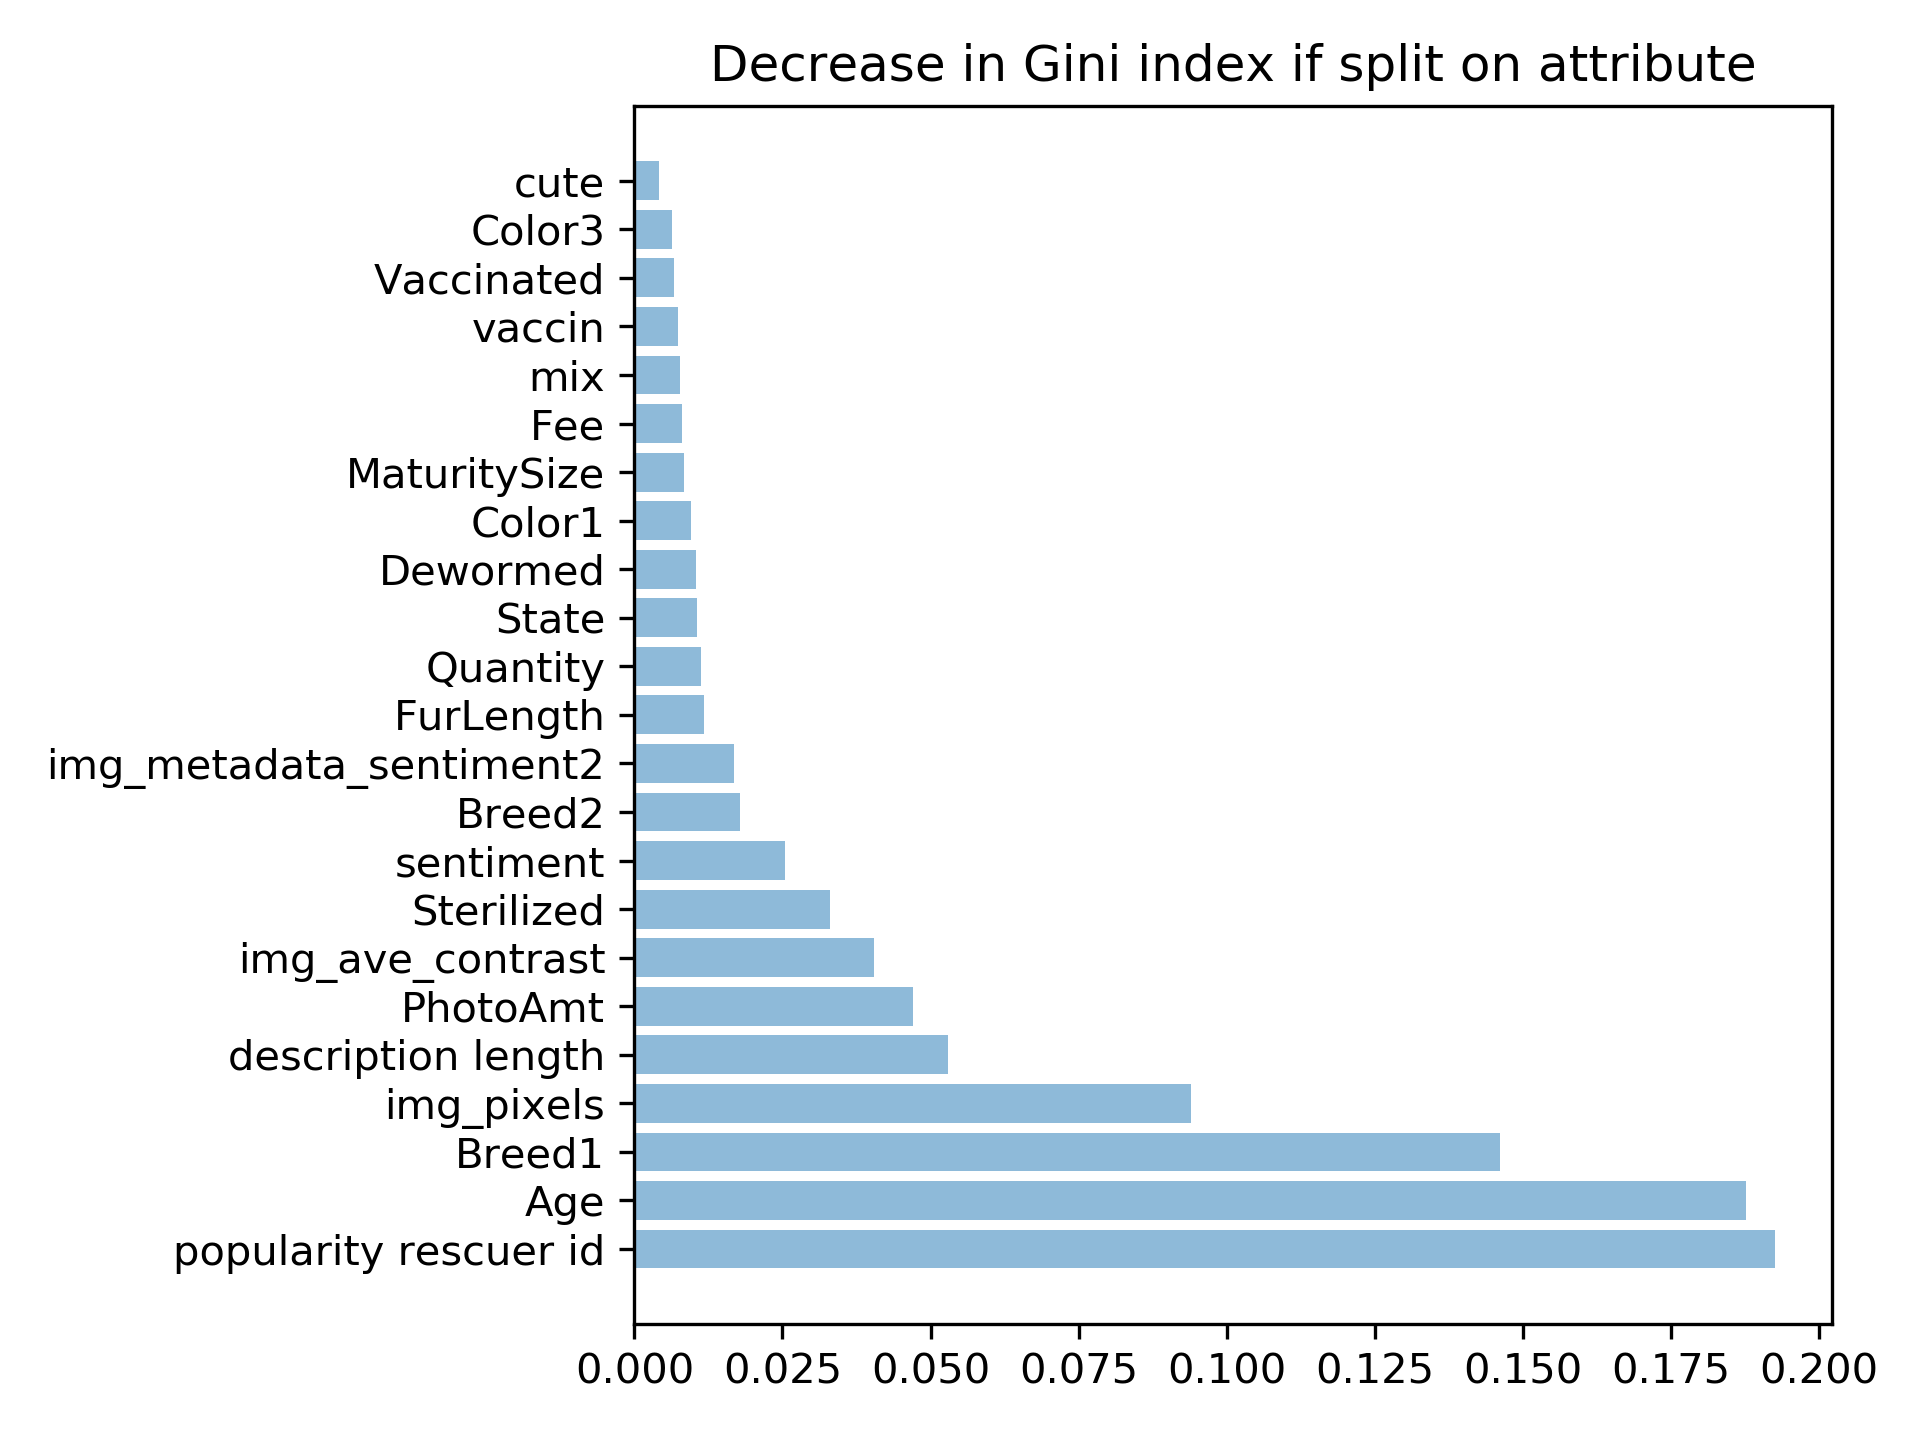 Decrease in Gini index if split on attribute
cute
Color3
Vaccinated
vaccin
mix
Fee
MaturitySize
Color1
Dewormed
State
Quantity
FurLength
img_metadata_sentiment2
Breed2
sentiment
Sterilized
img_ave_contrast
PhotoAmt
description length
img_pixels
Breed1
Age
popularity rescuer id
0.000 0.025 0.050 0.075 0.100 0.125 0.150 0.175 0.200